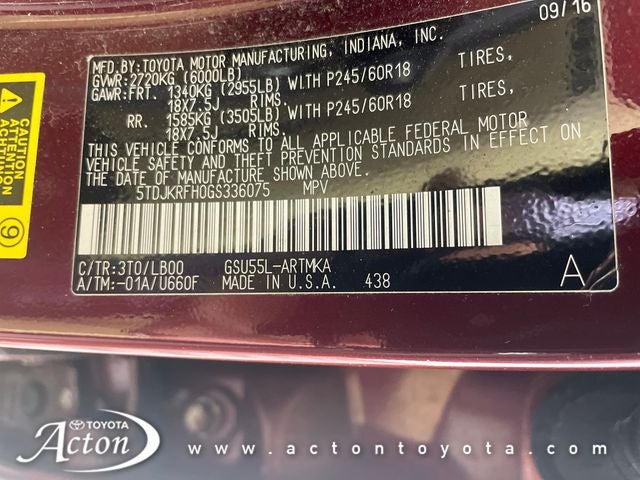 09/16
MFD.BY:TOYOTA MOTOR MANUFACTURING, INDIANA, INC.
GVWR:2720KG (6000LB)
GAWR:FRT. 1340KG (2955LB) WITH P245/60R18 TIRES,
18X7.5J RIMS.
RR. 1585KG (3505LB) WITH P245/60R18 TIRES,
18X7.5J RIMS.
THIS VEHICLE CONFORMS TO ALL APPLICABLE FEDERAL MOTOR
VEHICLE SAFETY AND THEFT PREVENTION STANDARDS IN EFFECT ON
THE DATE OF MANUFACTURE SHOWN ABOVE.
5TDJKRFH0GS336075 MPV
C/TR:3T0/LB00 GSU55L-ARTMKA
A/TM:-01A/U660F MADE IN U.S.A. 438
A
CAUTION
ATTENTION
ACHTUNG
9
TOYOTA
Acton
www.actontoyota.com